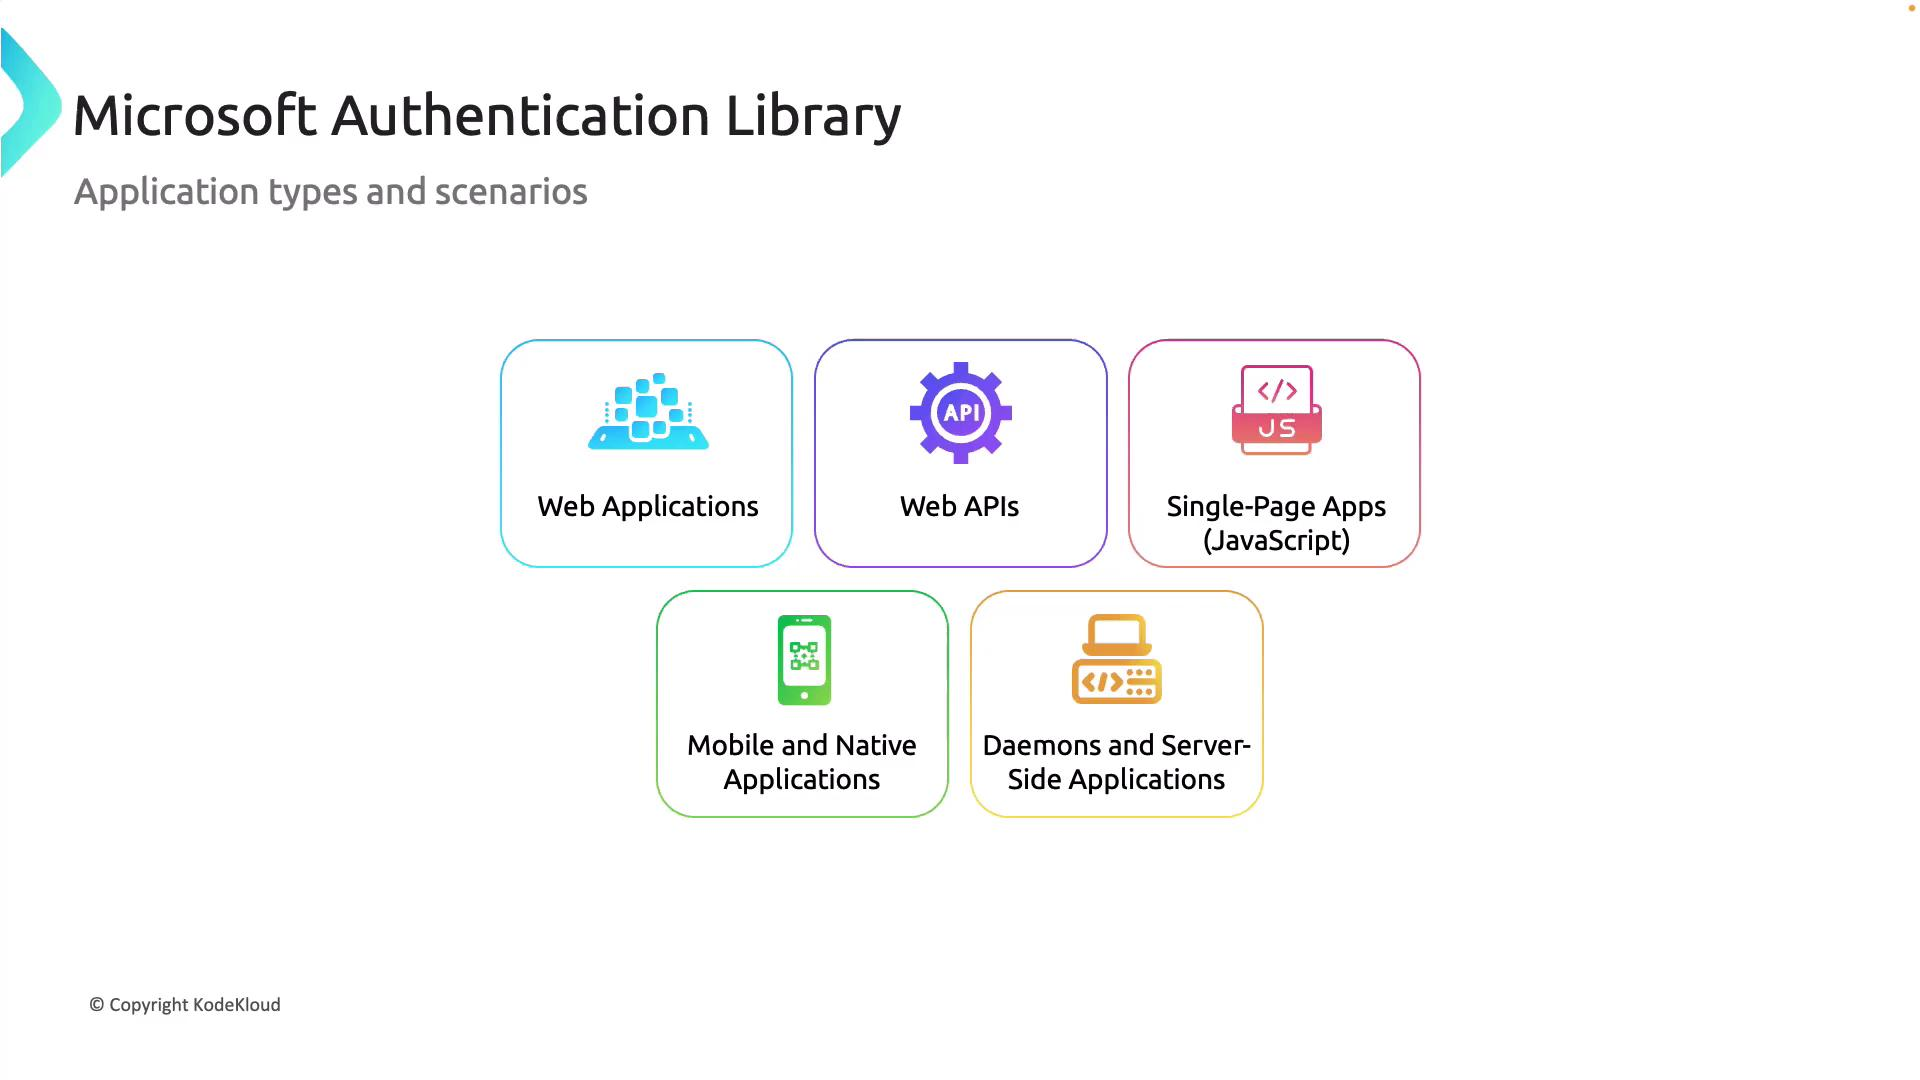 Microsoft Authentication Library
Application types and scenarios
API
</>
JS
Web Applications
Web APIs
Single-Page Apps
(JavaScript)
</>
Mobile and Native
Applications
Daemons and Server-
Side Applications
© Copyright KodeKloud